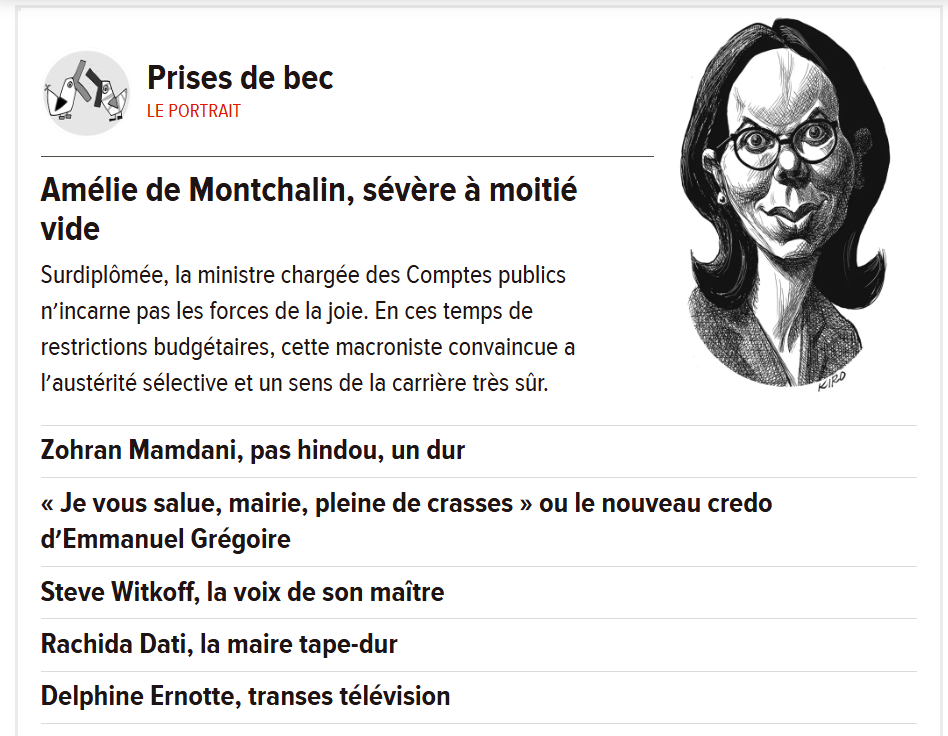 Prises de bec
LE PORTRAIT
Amélie de Montchalin, sévère à moitié
vide
Surdiplômée, la ministre chargée des Comptes publics
n’incarne pas les forces de la joie. En ces temps de
restrictions budgétaires, cette macroniste convaincue a
l’austérité sélective et un sens de la carrière très sûr.
KIRO
Zohran Mamdani, pas hindou, un dur
« Je vous salue, mairie, pleine de crasses » ou le nouveau credo
d’Emmanuel Grégoire
Steve Witkoff, la voix de son maître
Rachida Dati, la maire tape-dur
Delphine Ernotte, transes télévision